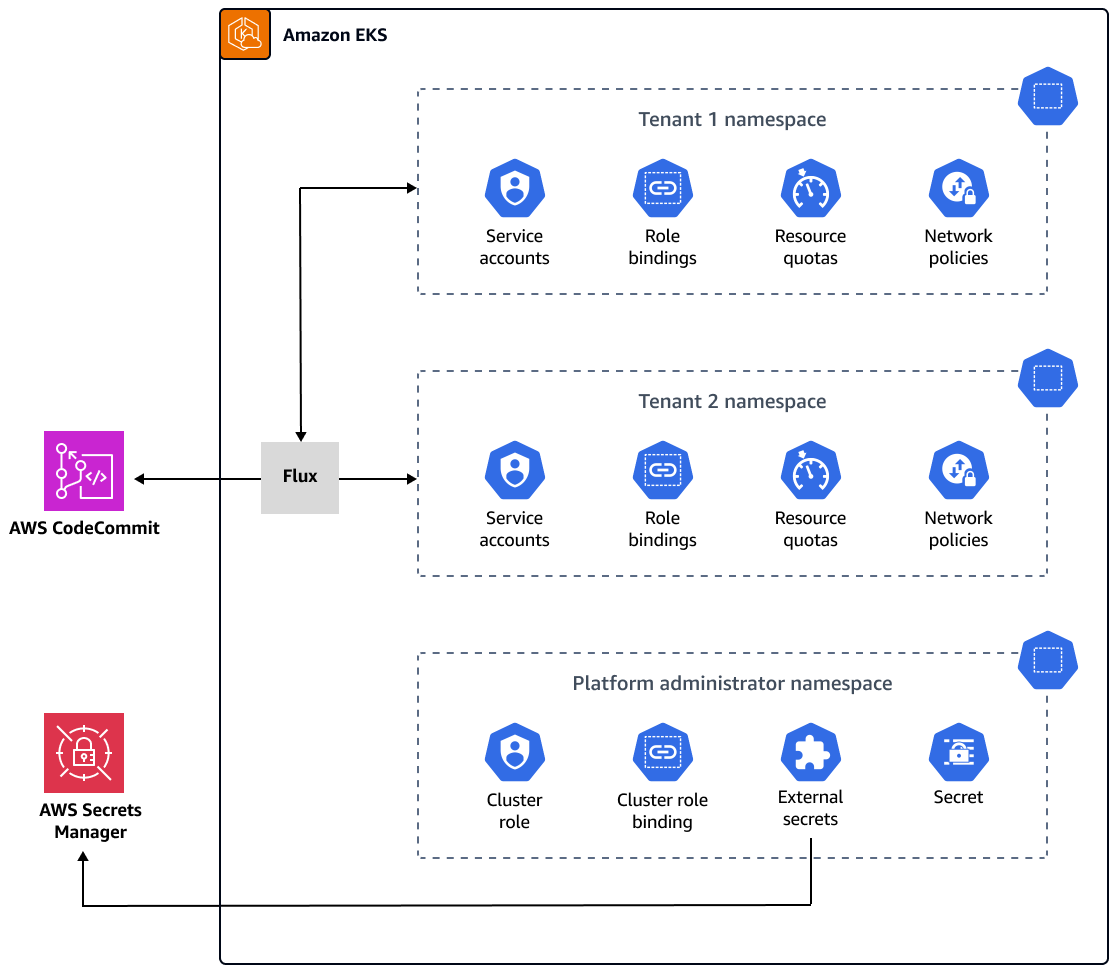 Amazon EKS
Tenant 1 namespace
Service
accounts
Role
bindings
Resource
quotas
Network
policies
Tenant 2 namespace
Service
accounts
Role
bindings
Resource
quotas
Network
policies
Flux
AWS CodeCommit
Platform administrator namespace
Cluster
role
Cluster role
binding
External
secrets
Secret
AWS Secrets
Manager